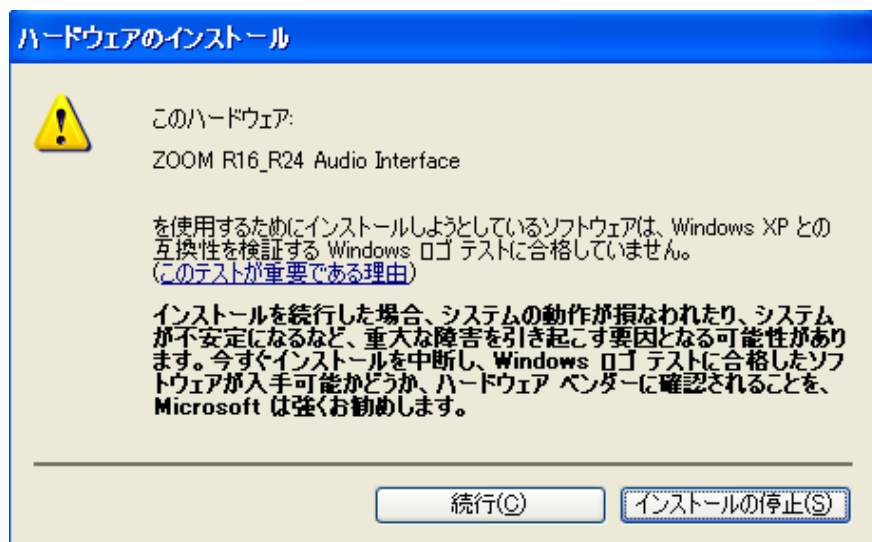 ハードウェアのインストール
このハードウェア:
ZOOM R16_R24 Audio Interface
を使用するためにインストールしようとしているソフトウェアは、Windows XP との
互換性を検証する Windows ロゴ テストに合格していません。
(このテストが重要である理由)
インストールを続行した場合、システムの動作が損なわれたり、システム
が不安定になるなど、重大な障害を引き起こす要因となる可能性があり
ます。今すぐインストールを中断し、Windows ロゴ テストに合格したソフ
トウェアが入手可能かどうか、ハードウェア ベンダーに確認されることを、
Microsoft は強くお勧めします。
続行(C) インストールの停止(S)